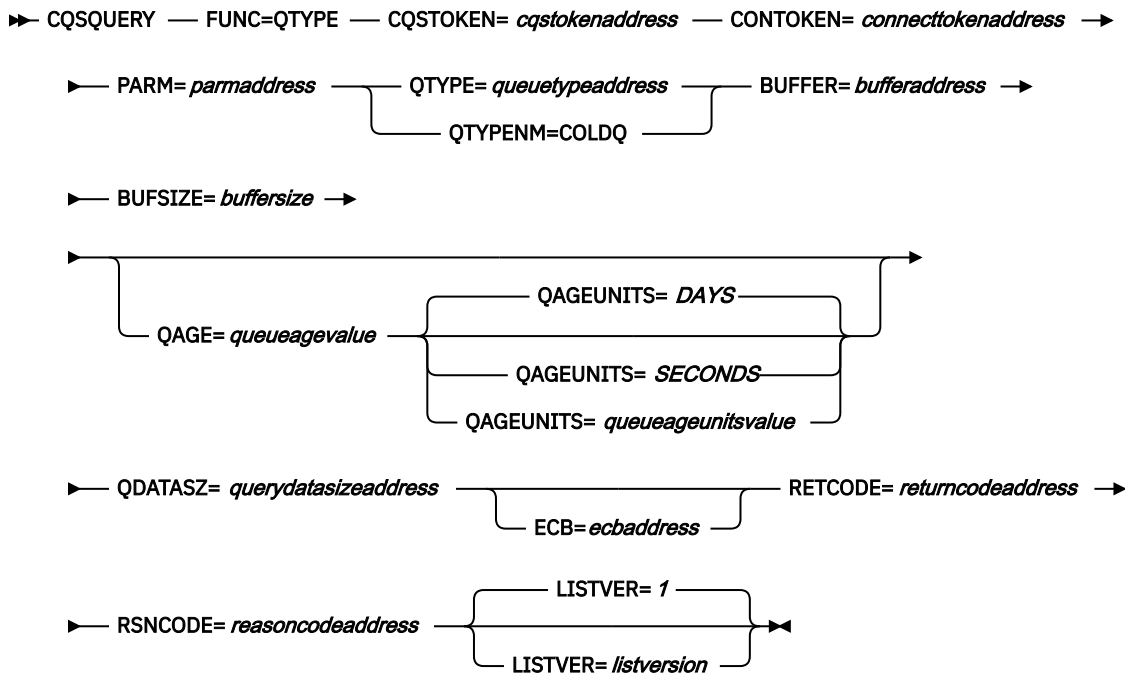 CQSQUERY FUNC=QTYPE CQSTOKEN= cqstokenaddress CONTOKEN= connecttokenaddress
PARM= parmaddress QTYPE= queuetypeaddress BUFFER= bufferaddress
QTYPENM=COLDQ
BUFSIZE= buffersize
QAGEUNITS= DAYS
QAGE= queueagevalue
QAGEUNITS= SECONDS
QAGEUNITS= queueageunitsvalue
QDATASZ= querydatasizeaddress RETCODE= returncodeaddress
ECB= ecbaddress
LISTVER= 1
RSNCODE= reasoncodeaddress
LISTVER= listversion